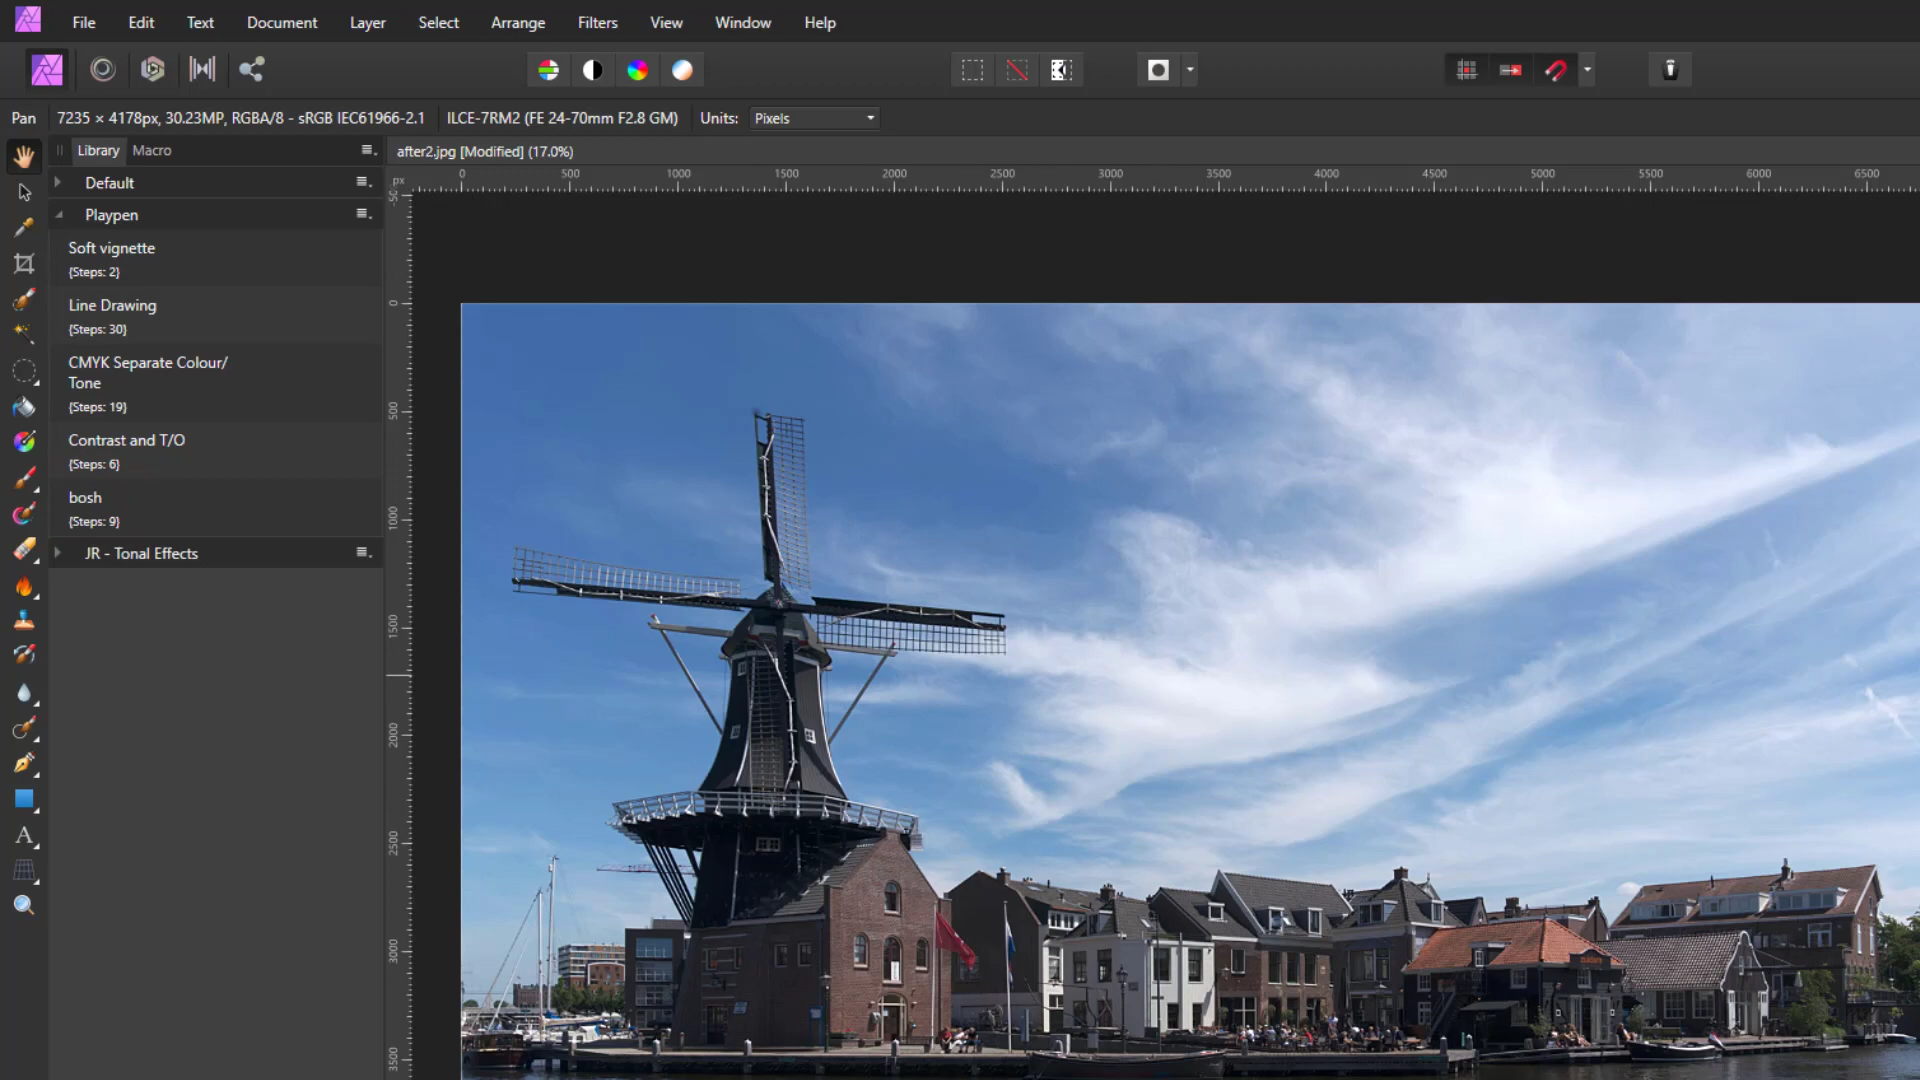 File Edit Text Document Layer Select Arrange Filters View Window Help
Pan 7235 × 4178px, 30.23MP, RGBA/8 - sRGB IEC61966-2.1 ILCE-7RM2 (FE 24-70mm F2.8 GM) Units: Pixels
Library Macro
after2.jpg [Modified] (17.0%)
px 0 500 1000 1500 2000 2500 3000 3500 4000 4500 5000 5500 6000 6500
Default
Playpen
Soft vignette
{Steps: 2}
Line Drawing
{Steps: 30}
CMYK Separate Colour/
Tone
{Steps: 19}
Contrast and T/O
{Steps: 6}
bosh
{Steps: 9}
JR - Tonal Effects
0
500
1000
1500
2000
2500
3000
3500